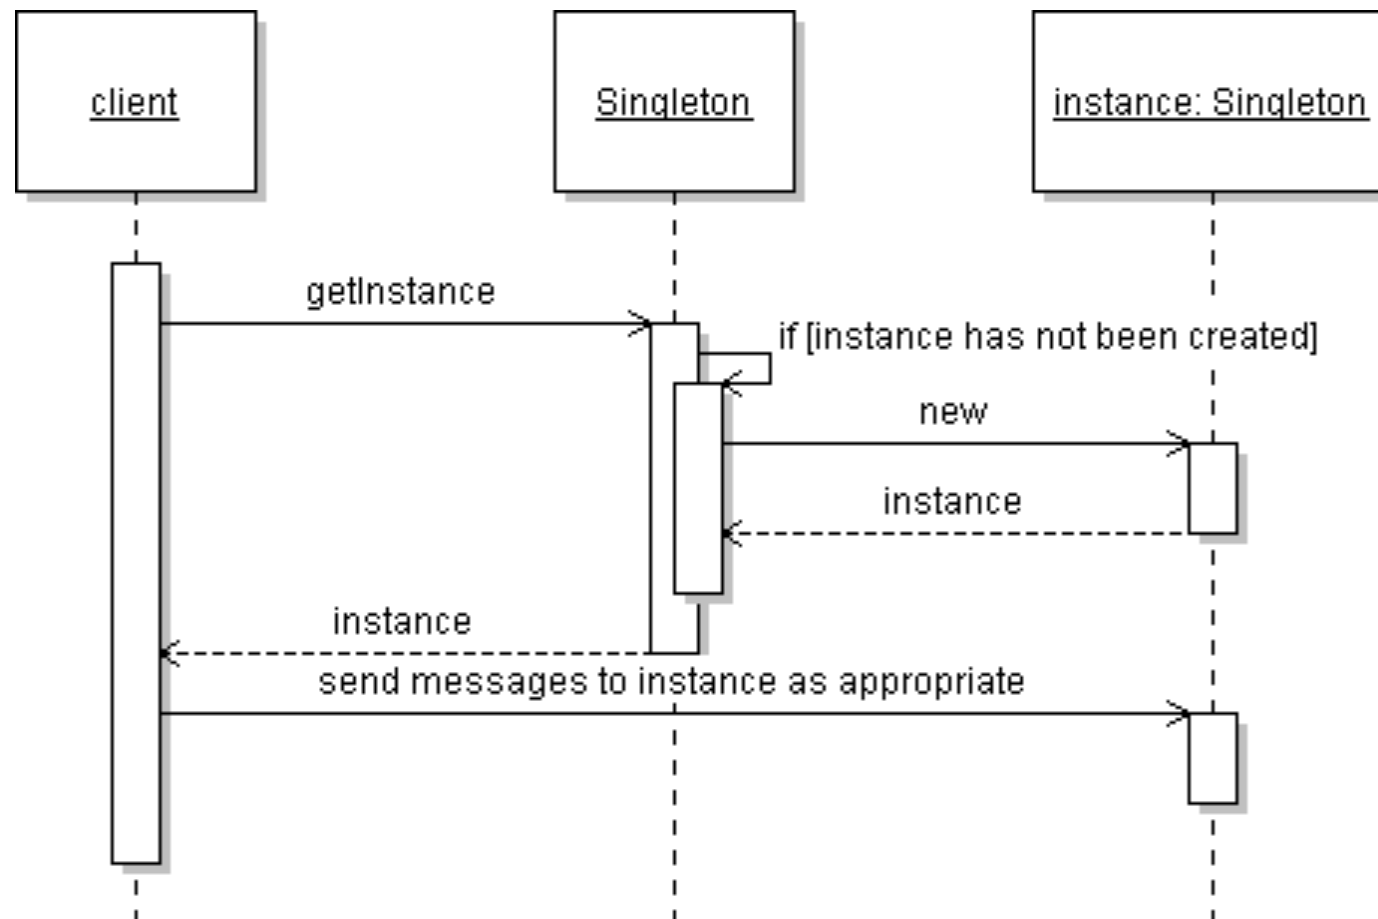 client
Singleton
instance: Singleton
getInstance
if [instance has not been created]
new
instance
instance
send messages to instance as appropriate